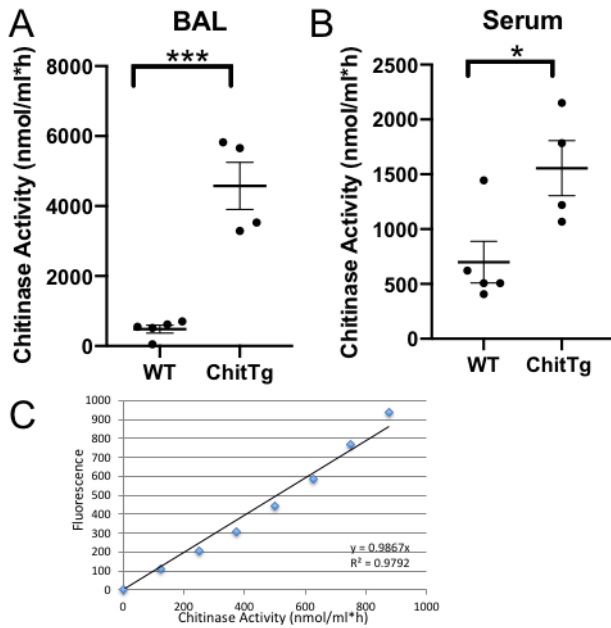 A
BAL
Chitinase Activity (nmol/ml*h)
8000
6000
4000
2000
0
***
WT
ChitTg
B
Serum
Chitinase Activity (nmol/ml*h)
2500
2000
1500
1000
500
0
*
WT
ChitTg
C
Fluorescence
1000
900
800
700
600
500
400
300
200
100
0
y = 0.9867x
R² = 0.9792
0
200
400
600
800
1000
Chitinase Activity (nmol/ml*h)